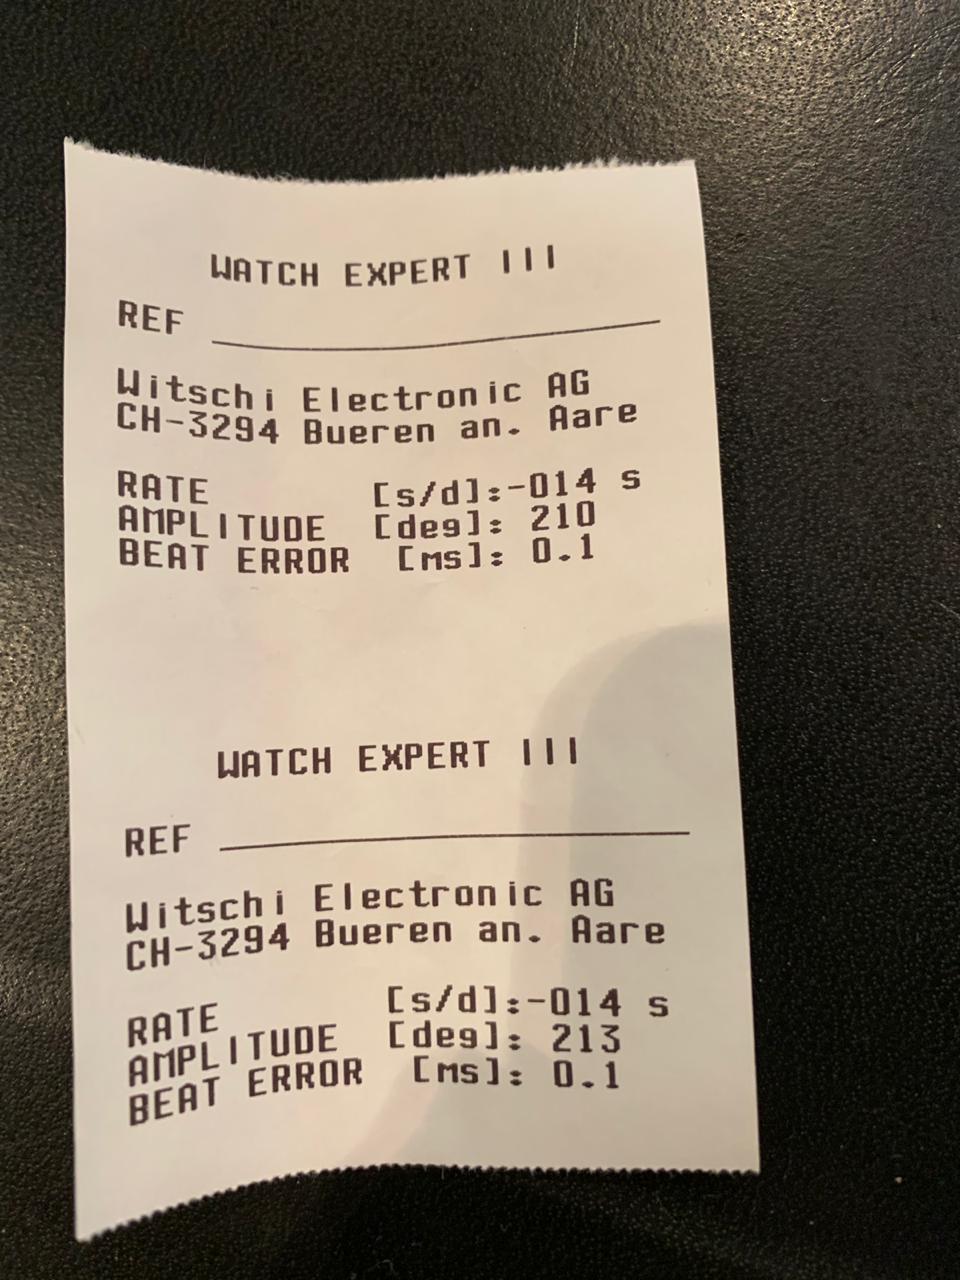 WATCH EXPERT III
REF
Witschi Electronic AG
CH-3294 Bueren an. Aare
RATE [s/d]:-014 s
AMPLITUDE [deg]: 210
BEAT ERROR [ms]: 0.1
WATCH EXPERT III
REF
Witschi Electronic AG
CH-3294 Bueren an. Aare
RATE [s/d]:-014 s
AMPLITUDE [deg]: 213
BEAT ERROR [ms]: 0.1